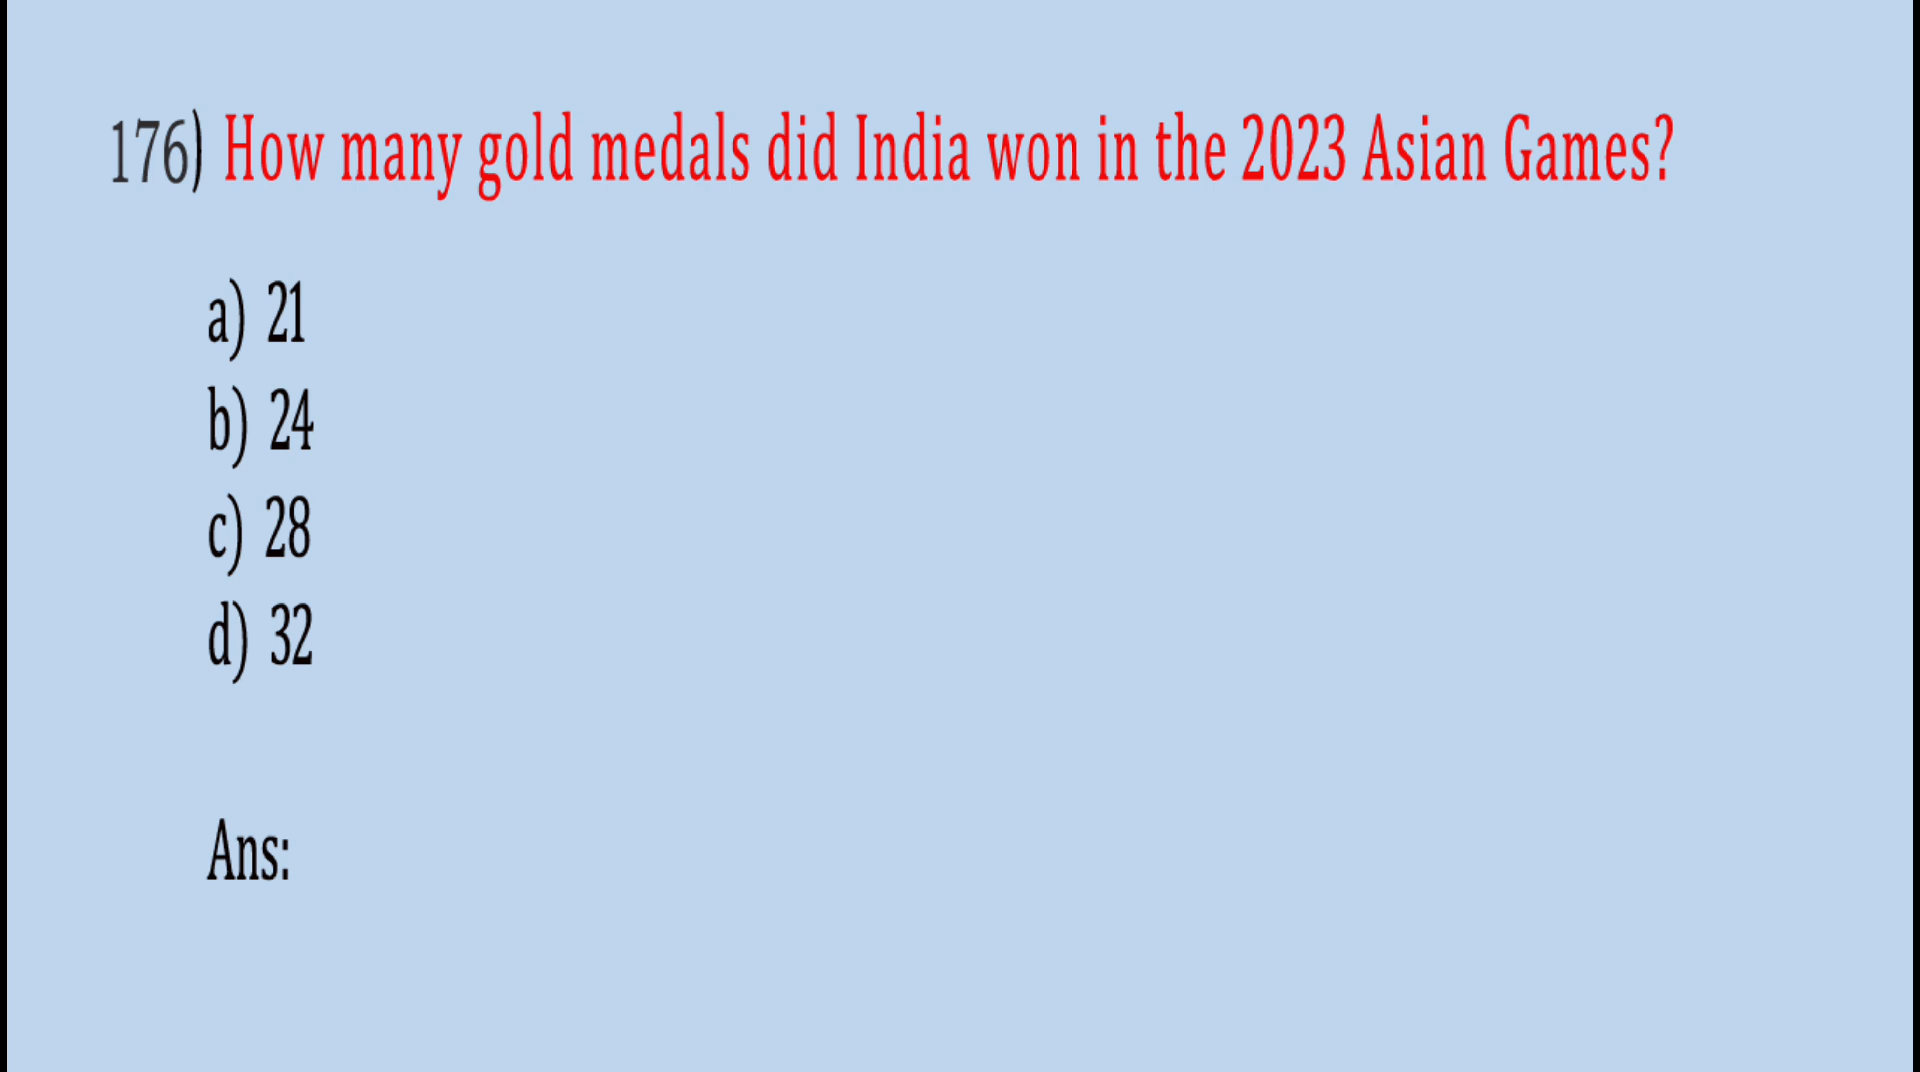 176) How many gold medals did India won in the 2023 Asian Games?
a) 21
b) 24
c) 28
d) 32
Ans: